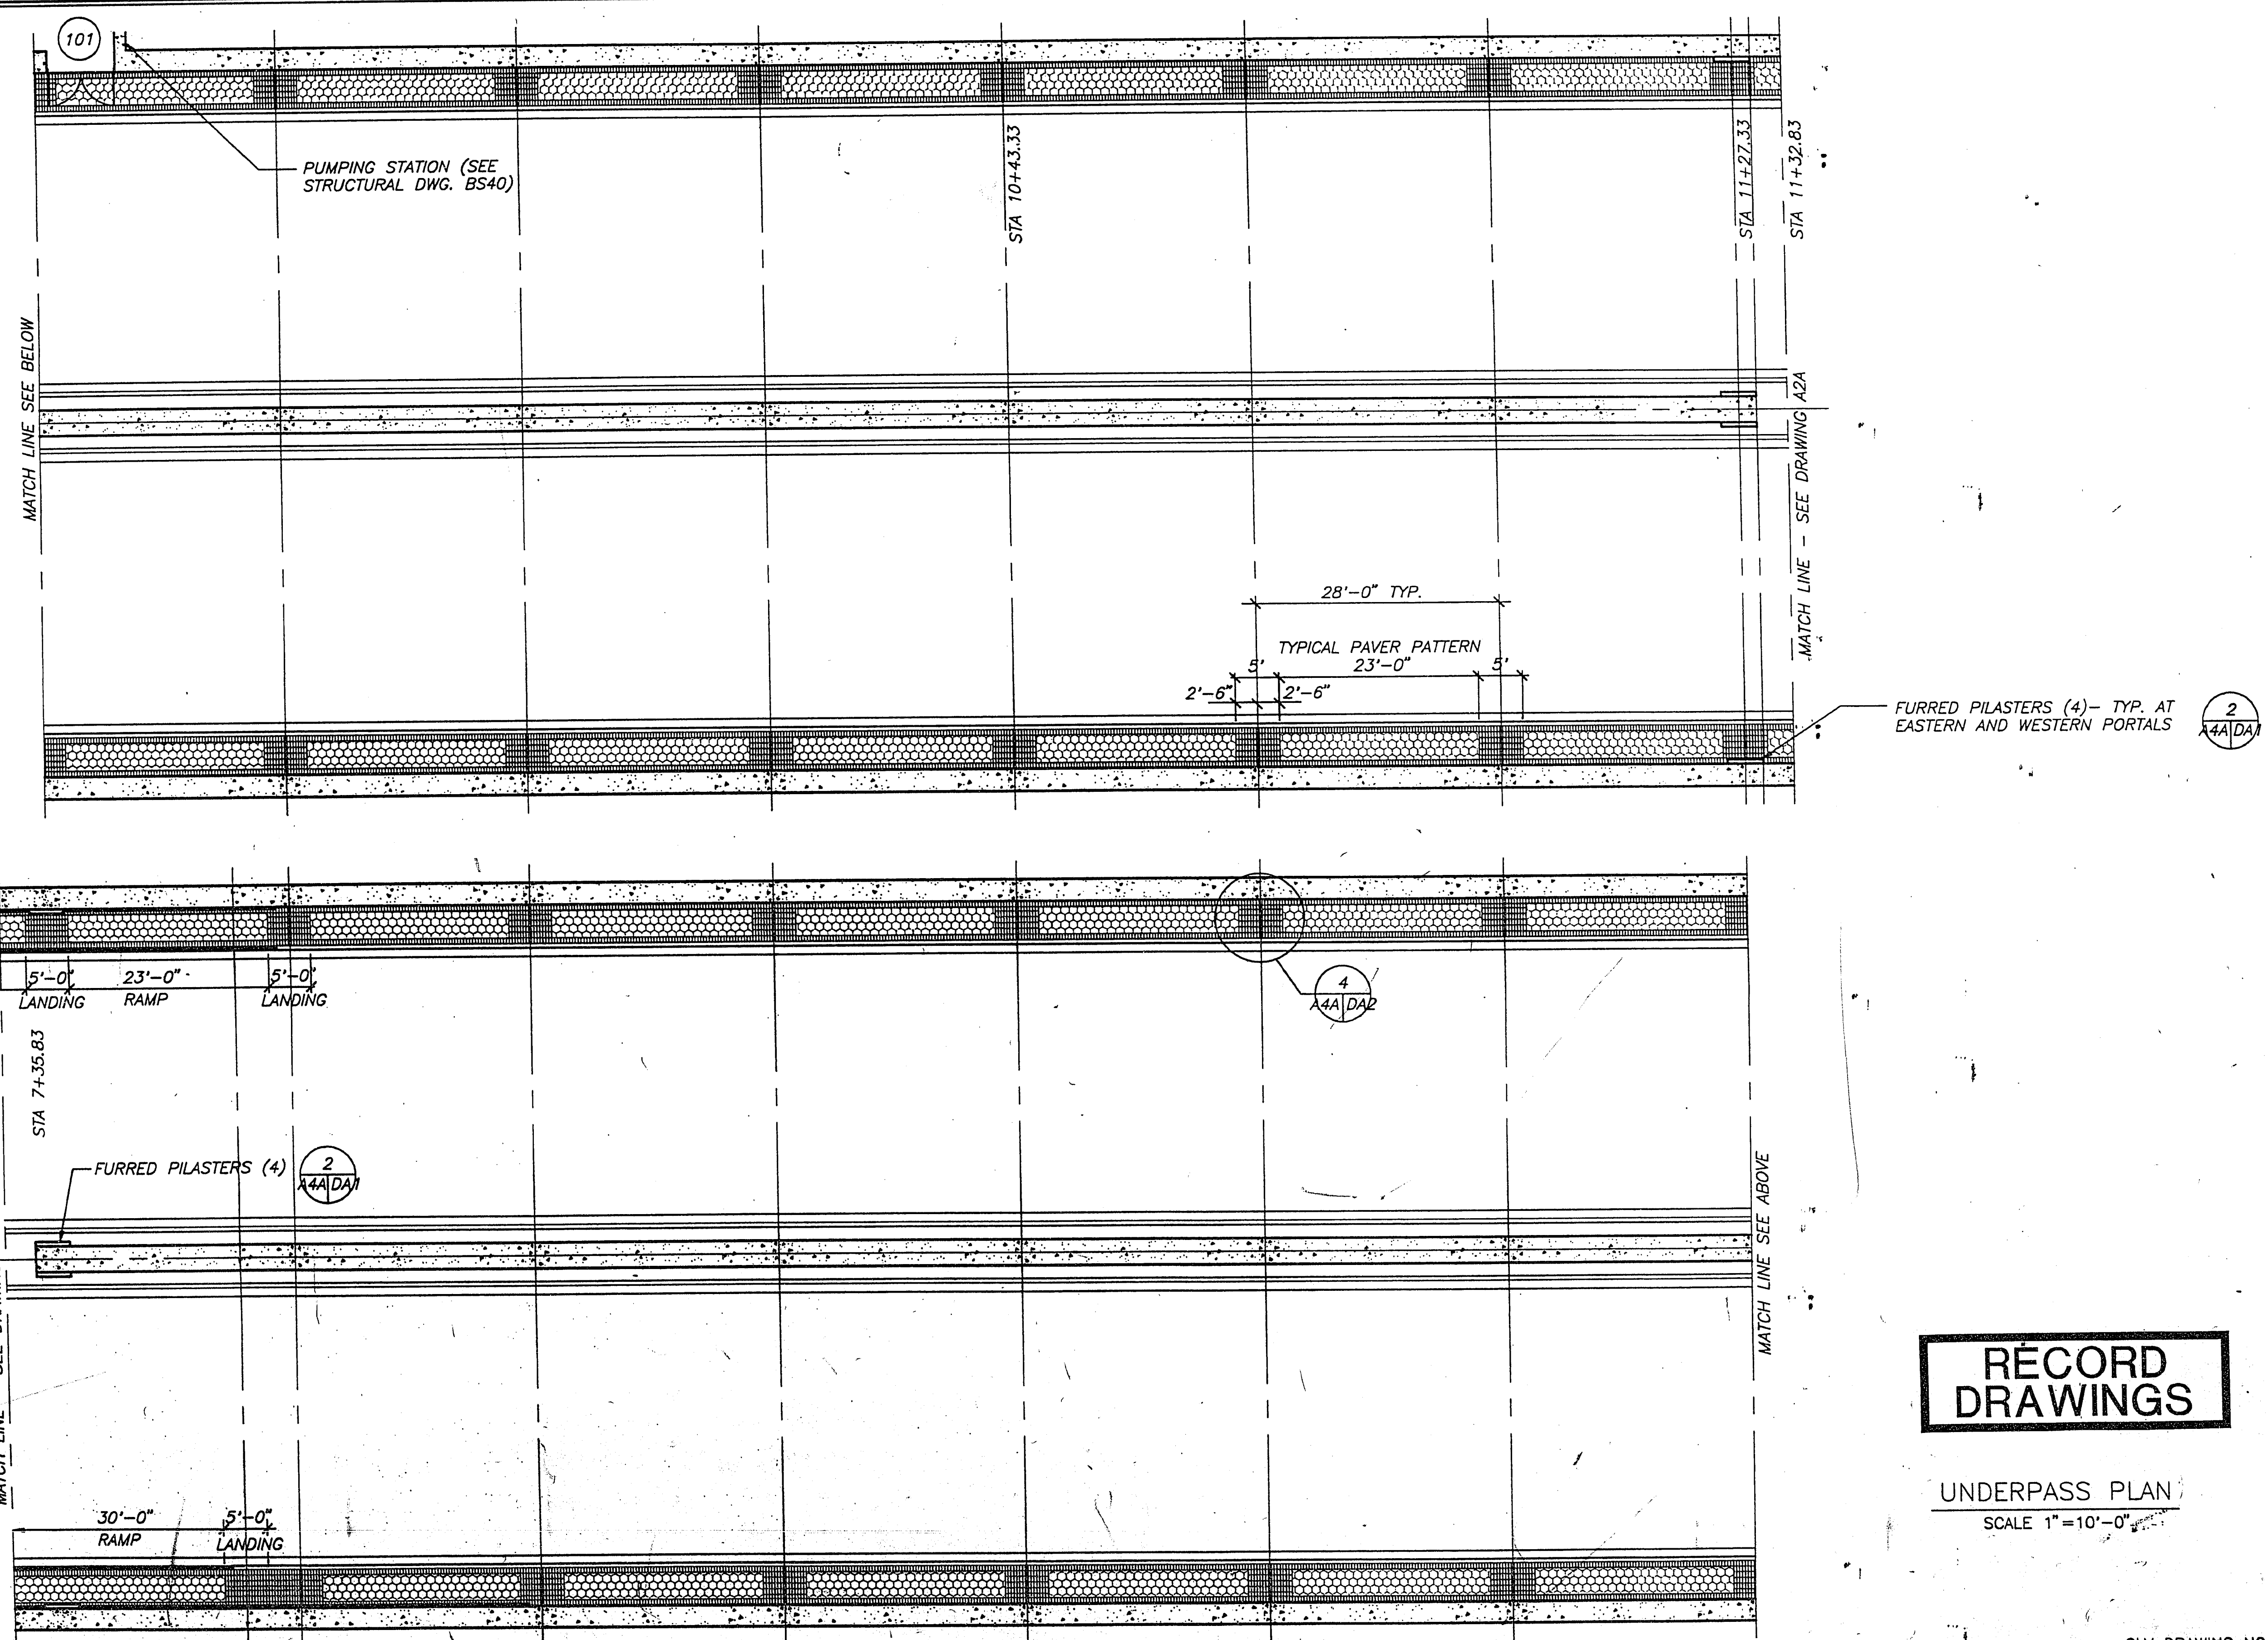 101
PUMPING STATION (SEE
STRUCTURAL DWG. BS40)
STA 10+43.33
STA 11+27.33
STA 11+32.83
MATCH LINE SEE BELOW
MATCH LINE - SEE DRAWING A2A
28'-0" TYP.
TYPICAL PAVER PATTERN
5' 23'-0" 5'
2'-6" 2'-6"
FURRED PILASTERS (4)- TYP. AT
EASTERN AND WESTERN PORTALS
2
A4A DA1
5'-0" 23'-0" 5'-0"
LANDING RAMP LANDING
4
A4A DA2
STA 7+35.83
FURRED PILASTERS (4)
2
A4A DA1
MATCH LINE SEE ABOVE
MATCH LINE
RECORD
DRAWINGS
30'-0" 5'-0"
RAMP LANDING
UNDERPASS PLAN
SCALE 1"=10'-0"